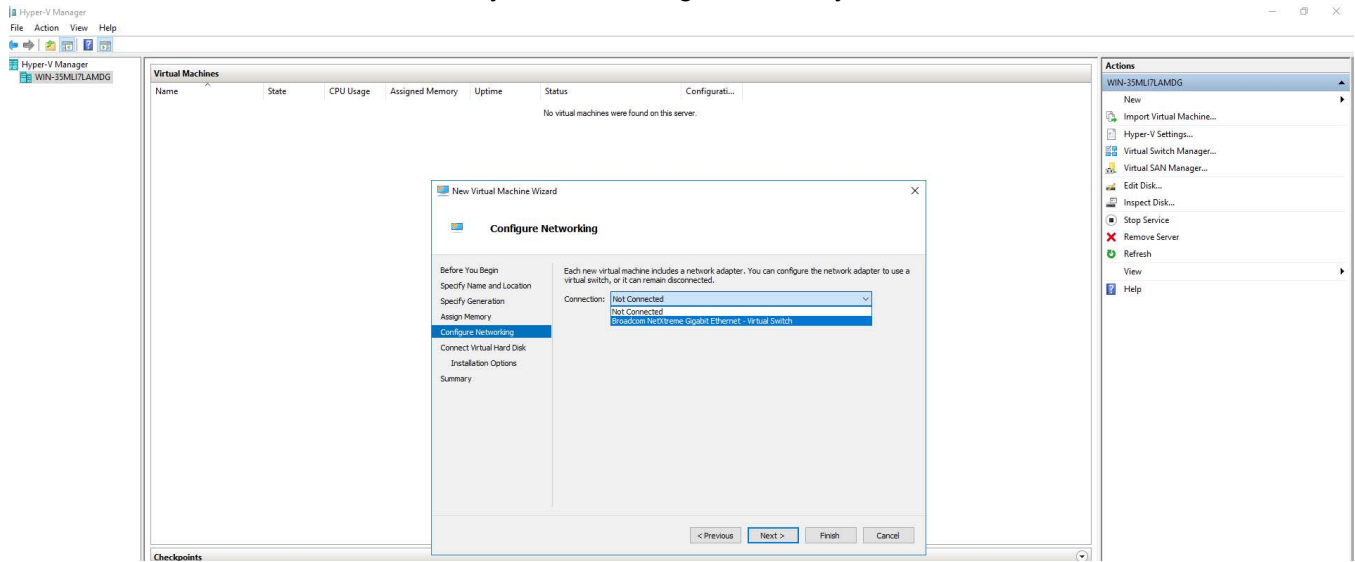 Hyper-V Manager
File Action View Help
Hyper-V Manager
WIN-35MLI7LAMDG
Virtual Machines
Name State CPU Usage Assigned Memory Uptime Status Configurati...
No virtual machines were found on this server.
New Virtual Machine Wizard
Configure Networking
Before You Begin
Specify Name and Location
Specify Generation
Assign Memory
Configure Networking
Connect Virtual Hard Disk
Installation Options
Summary
Each new virtual machine includes a network adapter. You can configure the network adapter to use a
virtual switch, or it can remain disconnected.
Connection: Not Connected
Not Connected
Broadcom NetXtreme Gigabit Ethernet - Virtual Switch
< Previous Next > Finish Cancel
Checkpoints
Actions
WIN-35MLI7LAMDG
New
Import Virtual Machine...
Hyper-V Settings...
Virtual Switch Manager...
Virtual SAN Manager...
Edit Disk...
Inspect Disk...
Stop Service
Remove Server
Refresh
View
Help